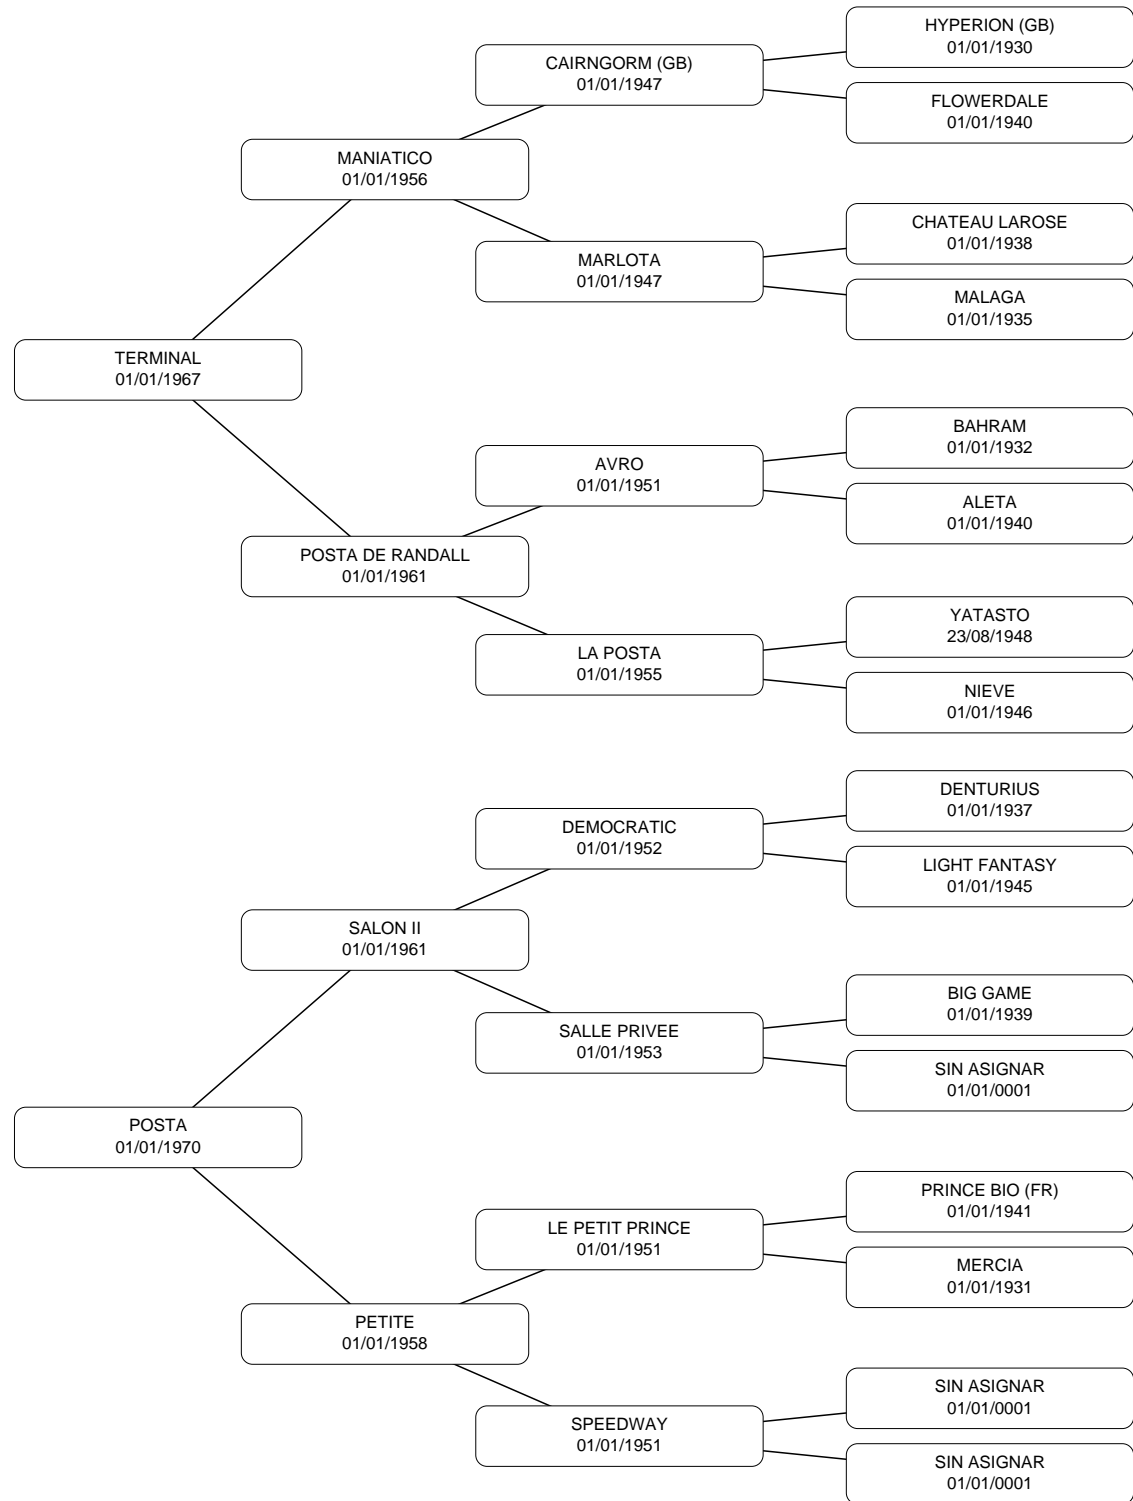 HYPERION (GB)
01/01/1930
CAIRNGORM (GB)
01/01/1947
FLOWERDALE
01/01/1940
MANIATICO
01/01/1956
CHATEAU LAROSE
01/01/1938
MARLOTA
01/01/1947
MALAGA
01/01/1935
TERMINAL
01/01/1967
BAHRAM
01/01/1932
AVRO
01/01/1951
ALETA
01/01/1940
POSTA DE RANDALL
01/01/1961
YATASTO
23/08/1948
LA POSTA
01/01/1955
NIEVE
01/01/1946
DENTURIUS
01/01/1937
DEMOCRATIC
01/01/1952
LIGHT FANTASY
01/01/1945
SALON II
01/01/1961
BIG GAME
01/01/1939
SALLE PRIVEE
01/01/1953
SIN ASIGNAR
01/01/0001
POSTA
01/01/1970
PRINCE BIO (FR)
01/01/1941
LE PETIT PRINCE
01/01/1951
MERCIA
01/01/1931
PETITE
01/01/1958
SIN ASIGNAR
01/01/0001
SPEEDWAY
01/01/1951
SIN ASIGNAR
01/01/0001